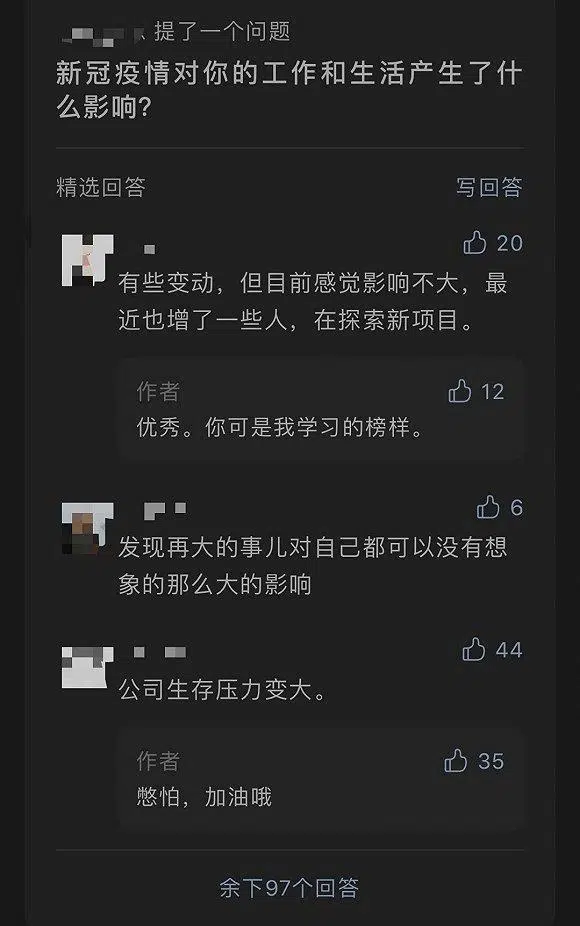 提了一个问题
新冠疫情对你的工作和生活产生了什
么影响?
精选回答 写回答
20
有些变动，但目前感觉影响不大，最
近也增了一些人，在探索新项目。
作者 12
优秀。你可是我学习的榜样。
6
发现再大的事儿对自己都可以没有想
象的那么大的影响
44
公司生存压力变大。
作者 35
憋怕，加油哦
余下97个回答